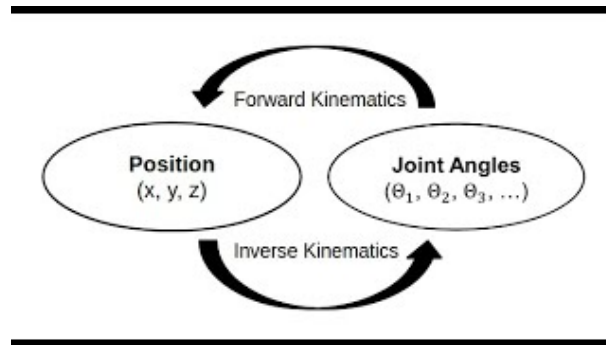 Forward Kinematics
Position
(x, y, z)
Joint Angles
(Θ₁, Θ₂, Θ₃, ...)
Inverse Kinematics